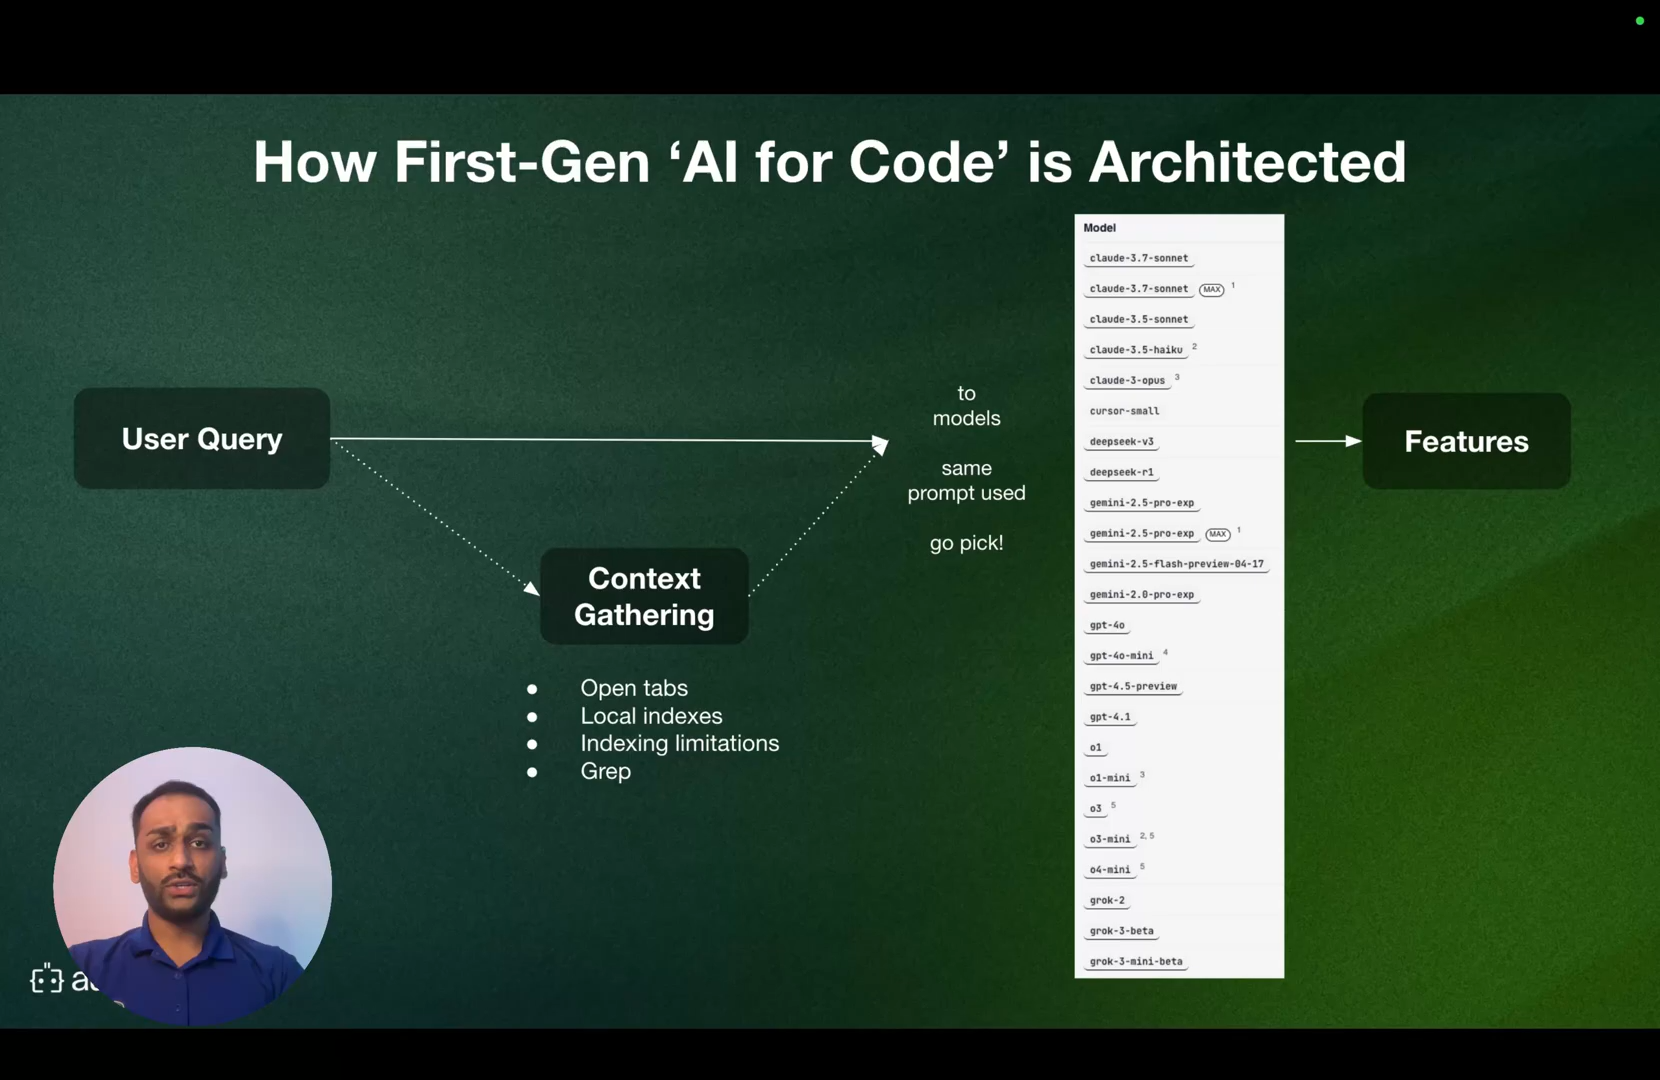 How First-Gen ‘AI for Code’ is Architected
User Query
Context
Gathering
Open tabs
Local indexes
Indexing limitations
Grep
to
models
same
prompt used
go pick!
Model
claude-3.7-sonnet
claude-3.7-sonnet MAX 1
claude-3.5-sonnet
claude-3.5-haiku 2
claude-3-opus 3
cursor-small
deepseek-v3
deepseek-r1
gemini-2.5-pro-exp
gemini-2.5-pro-exp MAX 1
gemini-2.5-flash-preview-04-17
gemini-2.0-pro-exp
gpt-4o
gpt-4o-mini 4
gpt-4.5-preview
gpt-4.1
o1
o1-mini 3
o3 5
o3-mini 2, 5
o4-mini 5
grok-2
grok-3-beta
grok-3-mini-beta
Features